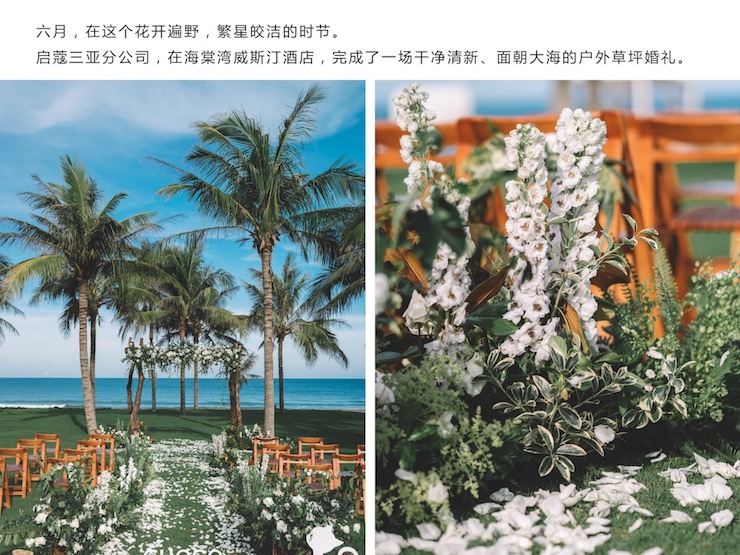 六月，在这个花开遍野，繁星皎洁的时节。
启蔻三亚分公司，在海棠湾威斯汀酒店，完成了一场干净清新、面朝大海的户外草坪婚礼。